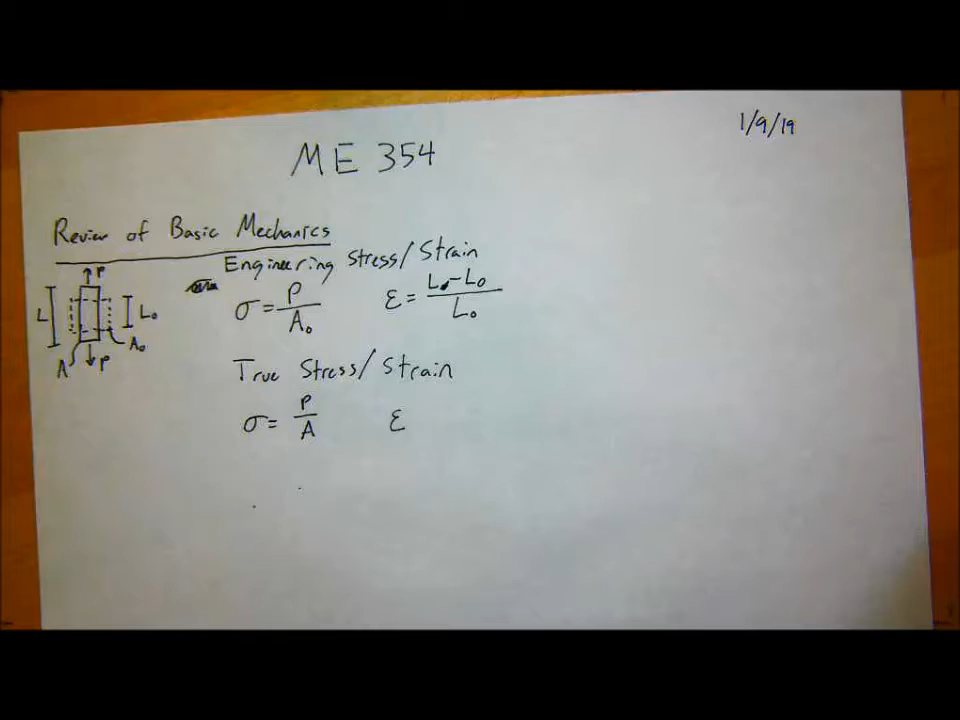 1/9/19
ME 354
Review of Basic Mechanics
Engineering Stress/Strain
σ = P/A₀ ε = L-L₀/L₀
P
L L₀
A₀
A P
True Stress/Strain
σ = P/A ε